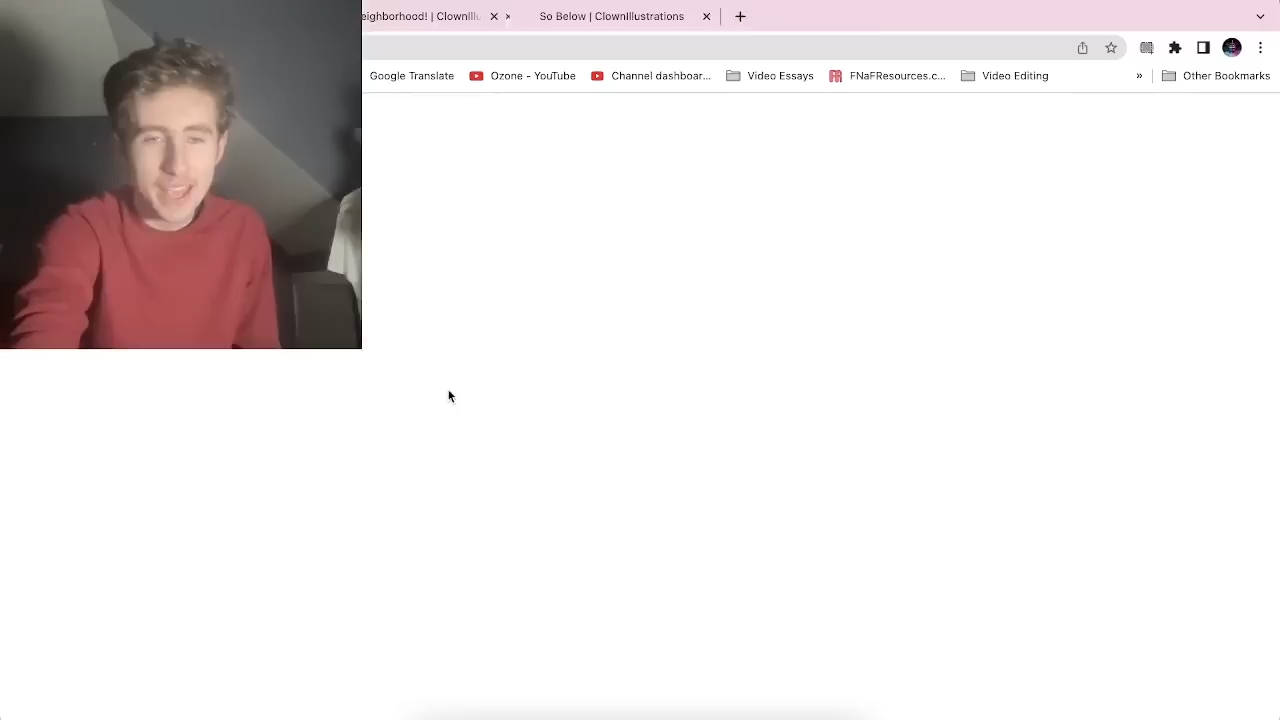 eighborhood! | ClownIllu So Below | ClownIllustrations
Google Translate Ozone - YouTube Channel dashboar... Video Essays FNaFResources.c... Video Editing » Other Bookmarks